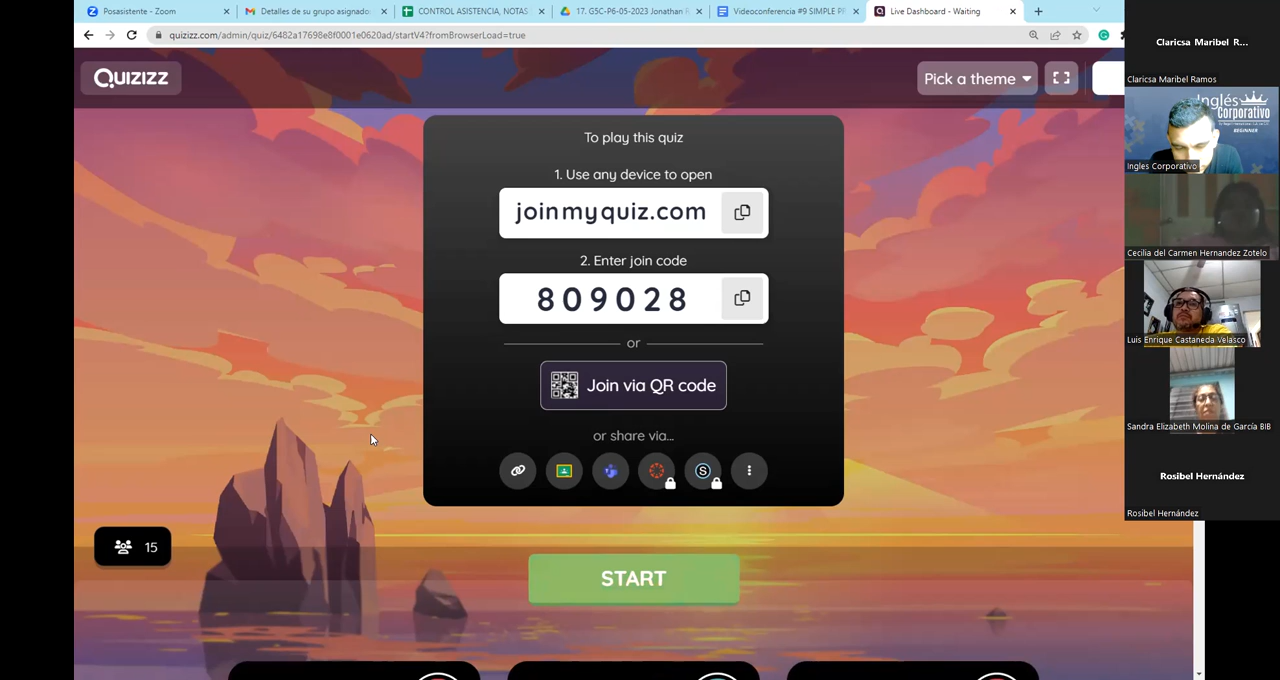 Posasistente - Zoom
Detalles de su grupo asignado
CONTROL ASISTENCIA, NOTAS
17. G5C-P6-05-2023 Jonathan R
Videoconferencia #9 SIMPLE PR
Live Dashboard - Waiting
quizizz.com/admin/quiz/6482a17698e8f0001e0620ad/startV4?fromBrowserLoad=true
QUIZIZZ
Pick a theme
To play this quiz
1. Use any device to open
joinmyquiz.com
2. Enter join code
809028
or
Join via QR code
or share via...
S
15
START
Claricsa Maribel R...
Claricsa Maribel Ramos
Inglés
Corporativo
BEGINNER
Ingles Corporativo
Cecilia del Carmen Hernandez Zotelo
Luis Enrique Castaneda Velasco
Sandra Elizabeth Molina de García BIB
Rosibel Hernández
Rosibel Hernández